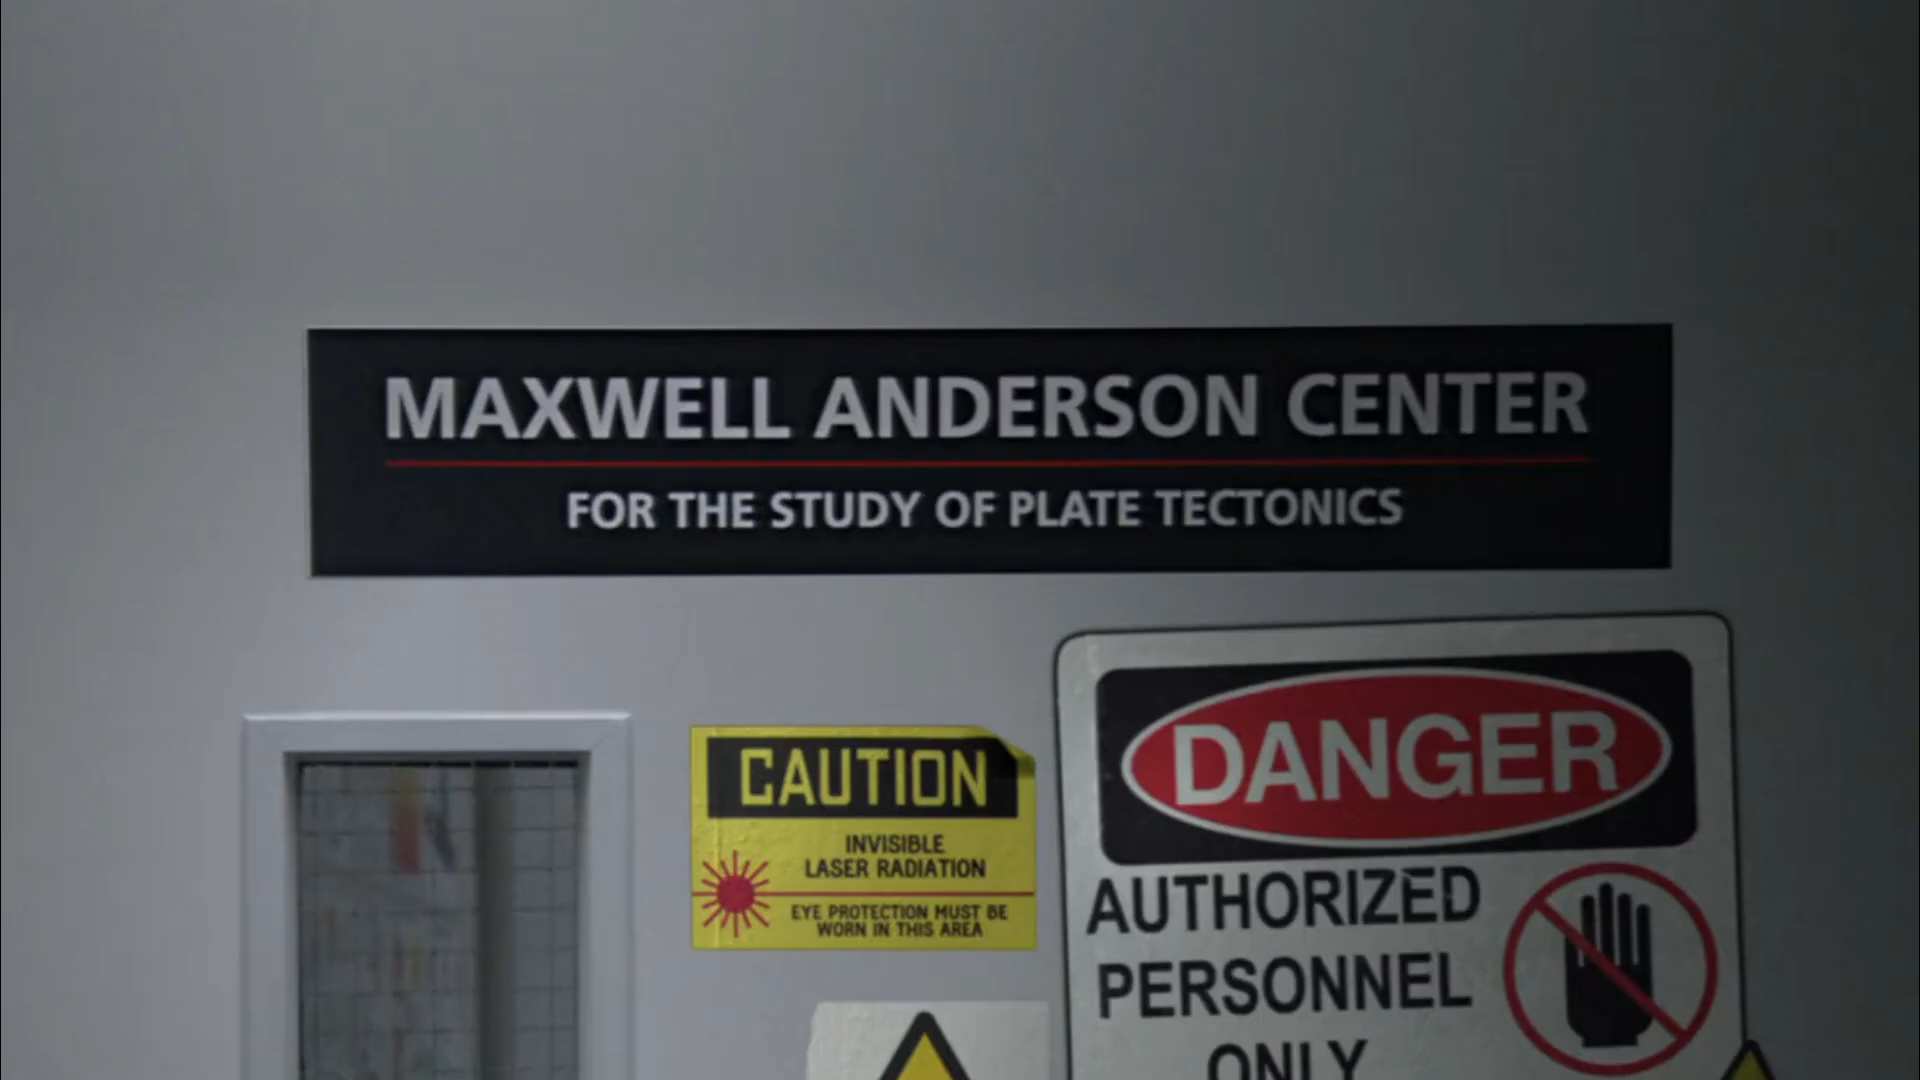 MAXWELL ANDERSON CENTER
FOR THE STUDY OF PLATE TECTONICS
CAUTION
INVISIBLE
LASER RADIATION
EYE PROTECTION MUST BE
WORN IN THIS AREA
DANGER
AUTHORIZED
PERSONNEL
ONLY